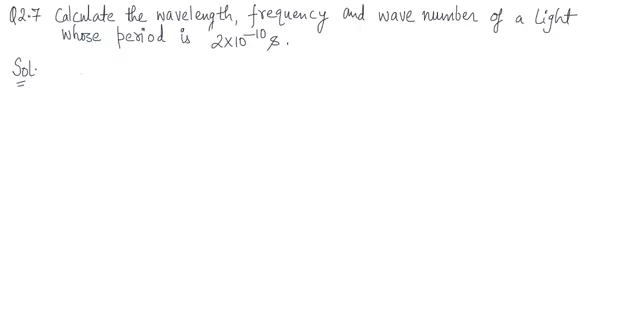 Q2.7 Calculate the wavelength, frequency and wave number of a light
whose period is 2×10⁻¹⁰ s.
Sol.